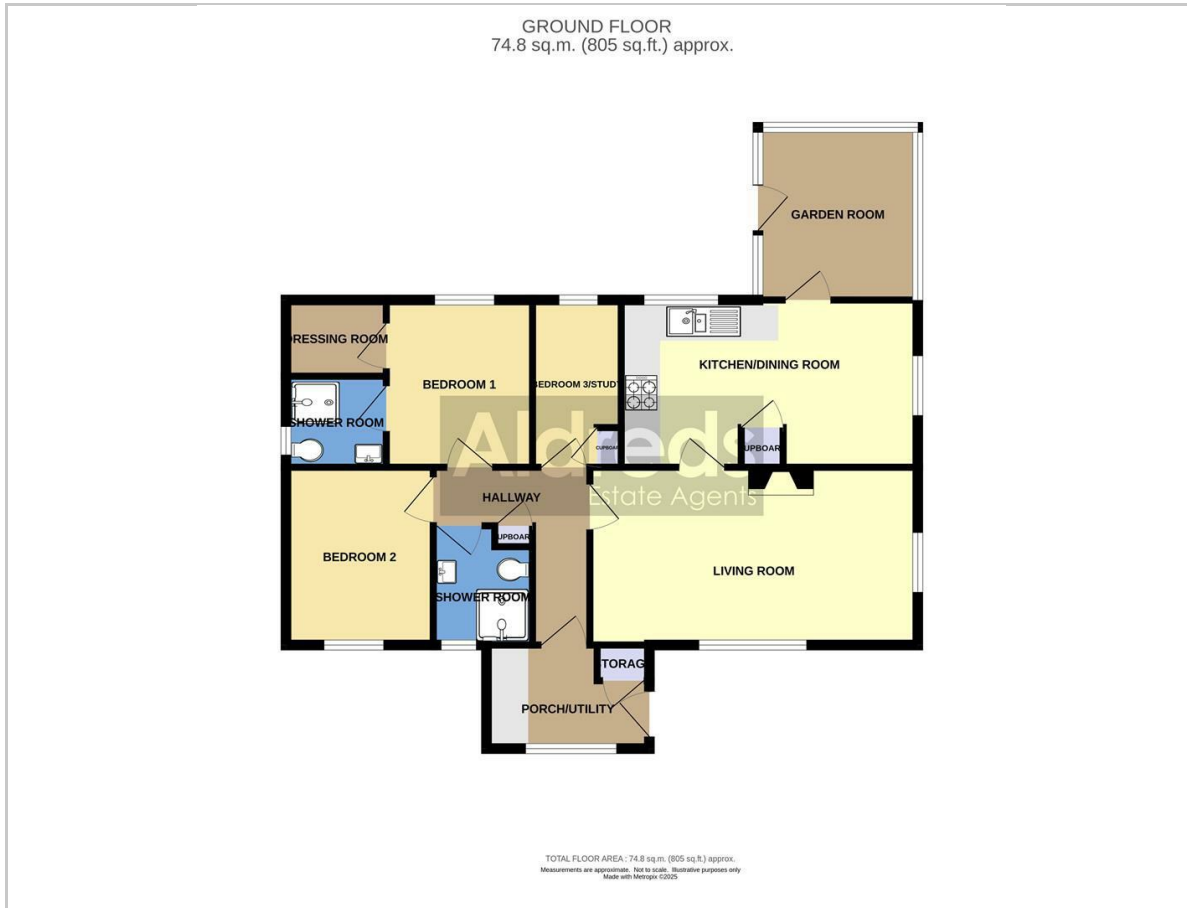 GROUND FLOOR
74.8 sq.m. (805 sq.ft.) approx.
GARDEN ROOM
DRESSING ROOM
KITCHEN/DINING ROOM
BEDROOM 1
BEDROOM 3/STUDY
SHOWER ROOM
CUPBOARD
UPBOAR
Aldreds
Estate Agents
HALLWAY
UPBOAR
BEDROOM 2
LIVING ROOM
SHOWER ROOM
TORAG
PORCH/UTILITY
TOTAL FLOOR AREA : 74.8 sq.m. (805 sq.ft.) approx.
Measurements are approximate. Not to scale. Illustrative purposes only
Made with Metropix ©2025